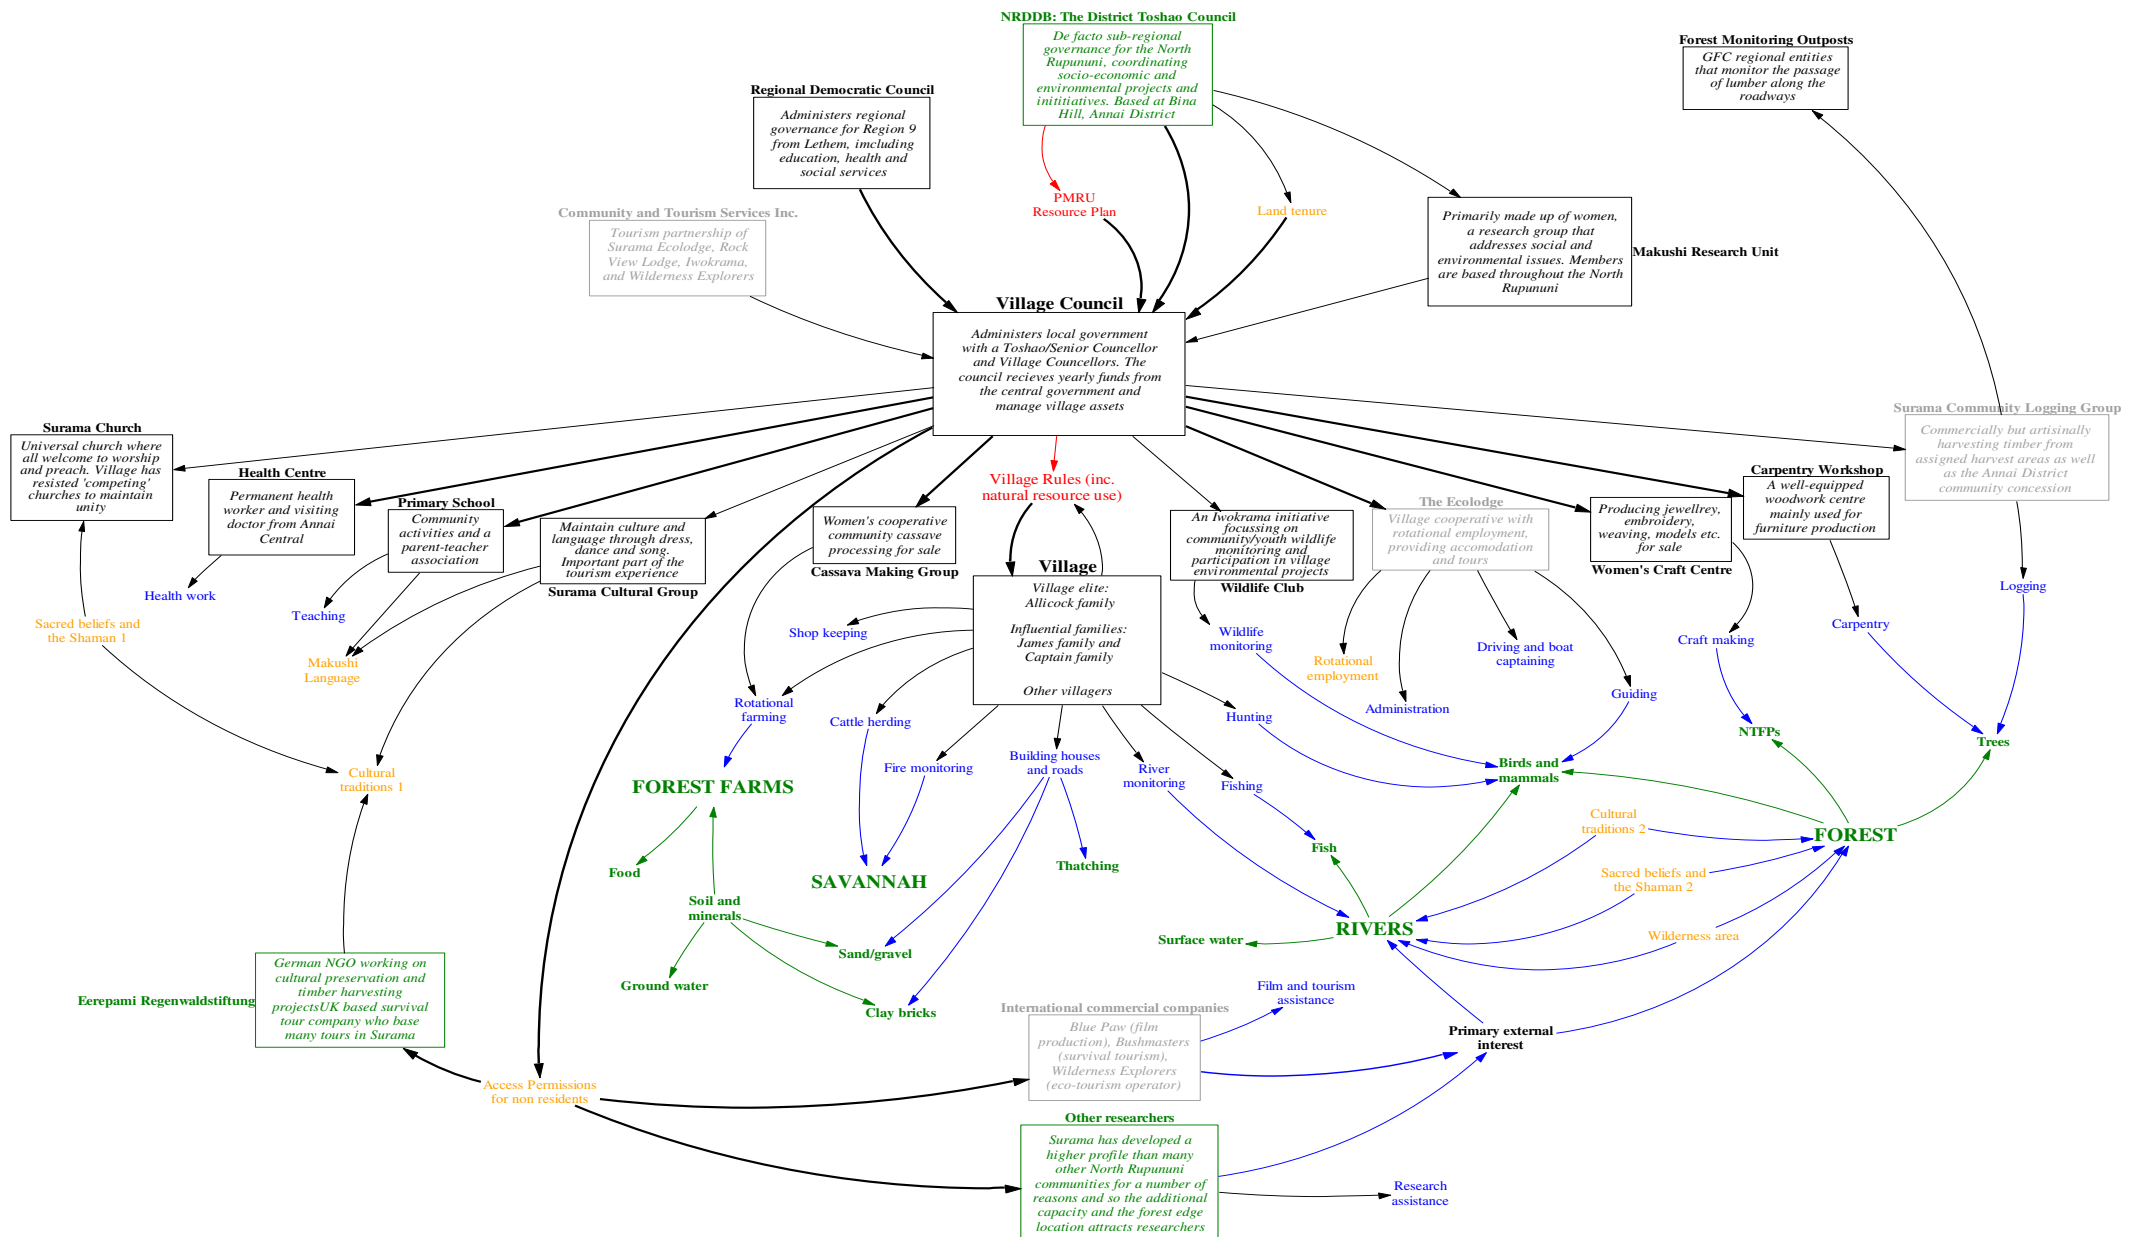 NRDDB: The District Toshao Council
De facto sub-regional
governance for the North
Rupununi, coordinating
socio-economic and
environmental projects and
inititiatives. Based at Bina
Hill, Annai District
Forest Monitoring Outposts
GFC regional entities
that monitor the passage
of lumber along the
roadways
Regional Democratic Council
Administers regional
governance for Region 9
from Lethem, imcluding
education, health and
social services
PMRU
Resource Plan
Land tenure
Primarily made up of women,
a research group that
addresses social and
environmental issues. Members
are based throughout the North
Rupununi
Makushi Research Unit
Community and Tourism Services Inc.
Tourism partnership of
Surama Ecolodge, Rock
View Lodge, Iwokrama,
and Wilderness Explorers
Village Council
Administers local government
with a Toshao/Senior Councellor
and Village Councellors. The
council recieves yearly funds from
the central government and
manage village assets
Surama Church
Universal church where
all welcome to worship
and preach. Village has
resisted 'competing'
churches to maintain
unity
Health Centre
Permanent health
worker and visiting
doctor from Annai
Central
Primary School
Community
activities and a
parent-teacher
association
Maintain culture and
language through dress,
dance and song.
Important part of the
tourism experience
Surama Cultural Group
Women's cooperative
community cassave
processing for sale
Cassava Making Group
Village Rules (inc.
natural resource use)
An Iwokrama initiative
focussing on
community/youth wildlife
monitoring and
participation in village
environmental projects
Wildlife Club
The Ecolodge
Village cooperative with
rotational employment,
providing accomodation
and tours
Producing jewellrey,
embroidery,
weaving, models etc.
for sale
Women's Craft Centre
Carpentry Workshop
A well-equipped
woodwork centre
mainly used for
furniture production
Surama Community Logging Group
Commercially but artisinally
harvesting timber from
assigned harvest areas as well
as the Annai District
community concession
Village
Village elite:
Allicock family
Influential families:
James family and
Captain family
Other villagers
Health work
Teaching
Sacred beliefs and
the Shaman 1
Makushi
Language
Shop keeping
Wildlife
monitoring
Rotational
employment
Driving and boat
captaining
Craft making
Carpentry
Logging
Rotational
farming
Cattle herding
Hunting
Administration
Guiding
Fire monitoring
Building houses
and roads
River
monitoring
Fishing
Birds and
mammals
NTFPs
Trees
Cultural
traditions 1
FOREST FARMS
Food
SAVANNAH
Thatching
Fish
Cultural
traditions 2
FOREST
Sacred beliefs and
the Shaman 2
Soil and
minerals
RIVERS
Surface water
Wilderness area
Sand/gravel
Ground water
Clay bricks
Eerepami Regenwaldstiftung
German NGO working on
cultural preservation and
timber harvesting
projectsUK based survival
tour company who base
many tours in Surama
Film and tourism
assistance
International commercial companies
Blue Paw (film
production), Bushmasters
(survival tourism),
Wilderness Explorers
(eco-tourism operator)
Primary external
interest
Access Permissions
for non residents
Other researchers
Surama has developed a
higher profile than many
other North Rupununi
communities for a number of
reasons and so the additional
capacity and the forest edge
location attracts researchers
Research
assistance